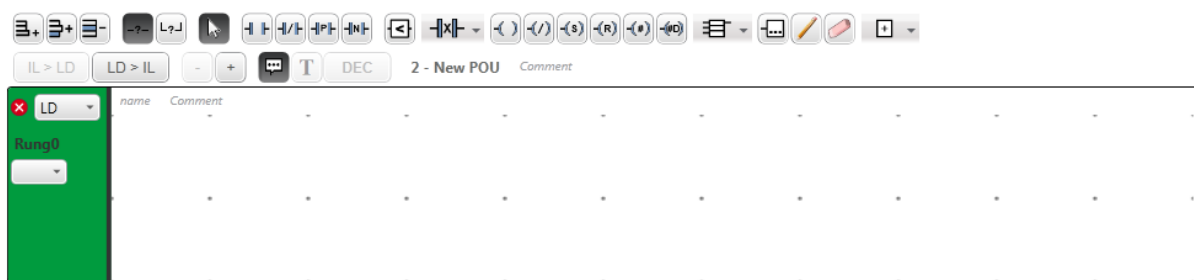 -?- L?┘ P N < X ( ) (/) (S) (R) (#) (#D)
IL > LD LD > IL - + T DEC 2 - New POU Comment
LD name Comment
Rung0